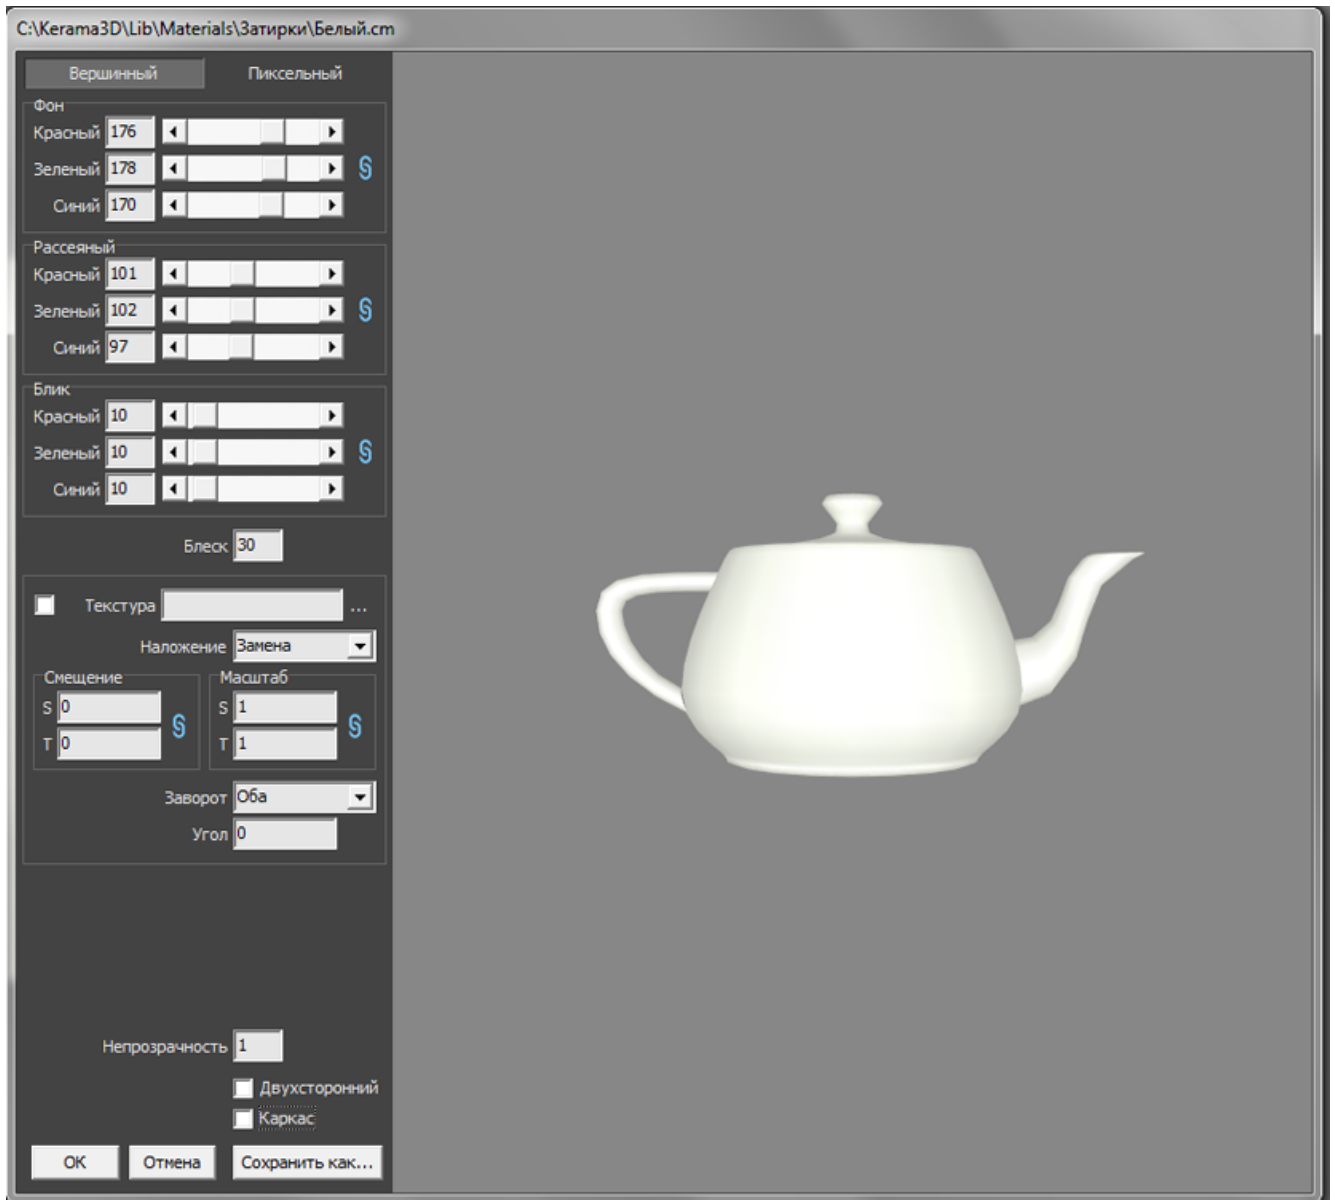 C:\Kerama3D\Lib\Materials\Затирки\Белый.cm
Вершинный Пиксельный
Фон
Красный 176
Зеленый 178
Синий 170
Рассеяный
Красный 101
Зеленый 102
Синий 97
Блик
Красный 10
Зеленый 10
Синий 10
Блеск 30
Текстура ...
Наложение Замена
Смещение Масштаб
S 0 S 1
T 0 T 1
Заворот Оба
Угол 0
Непрозрачность 1
Двухсторонний
Каркас
OK Отмена Сохранить как...